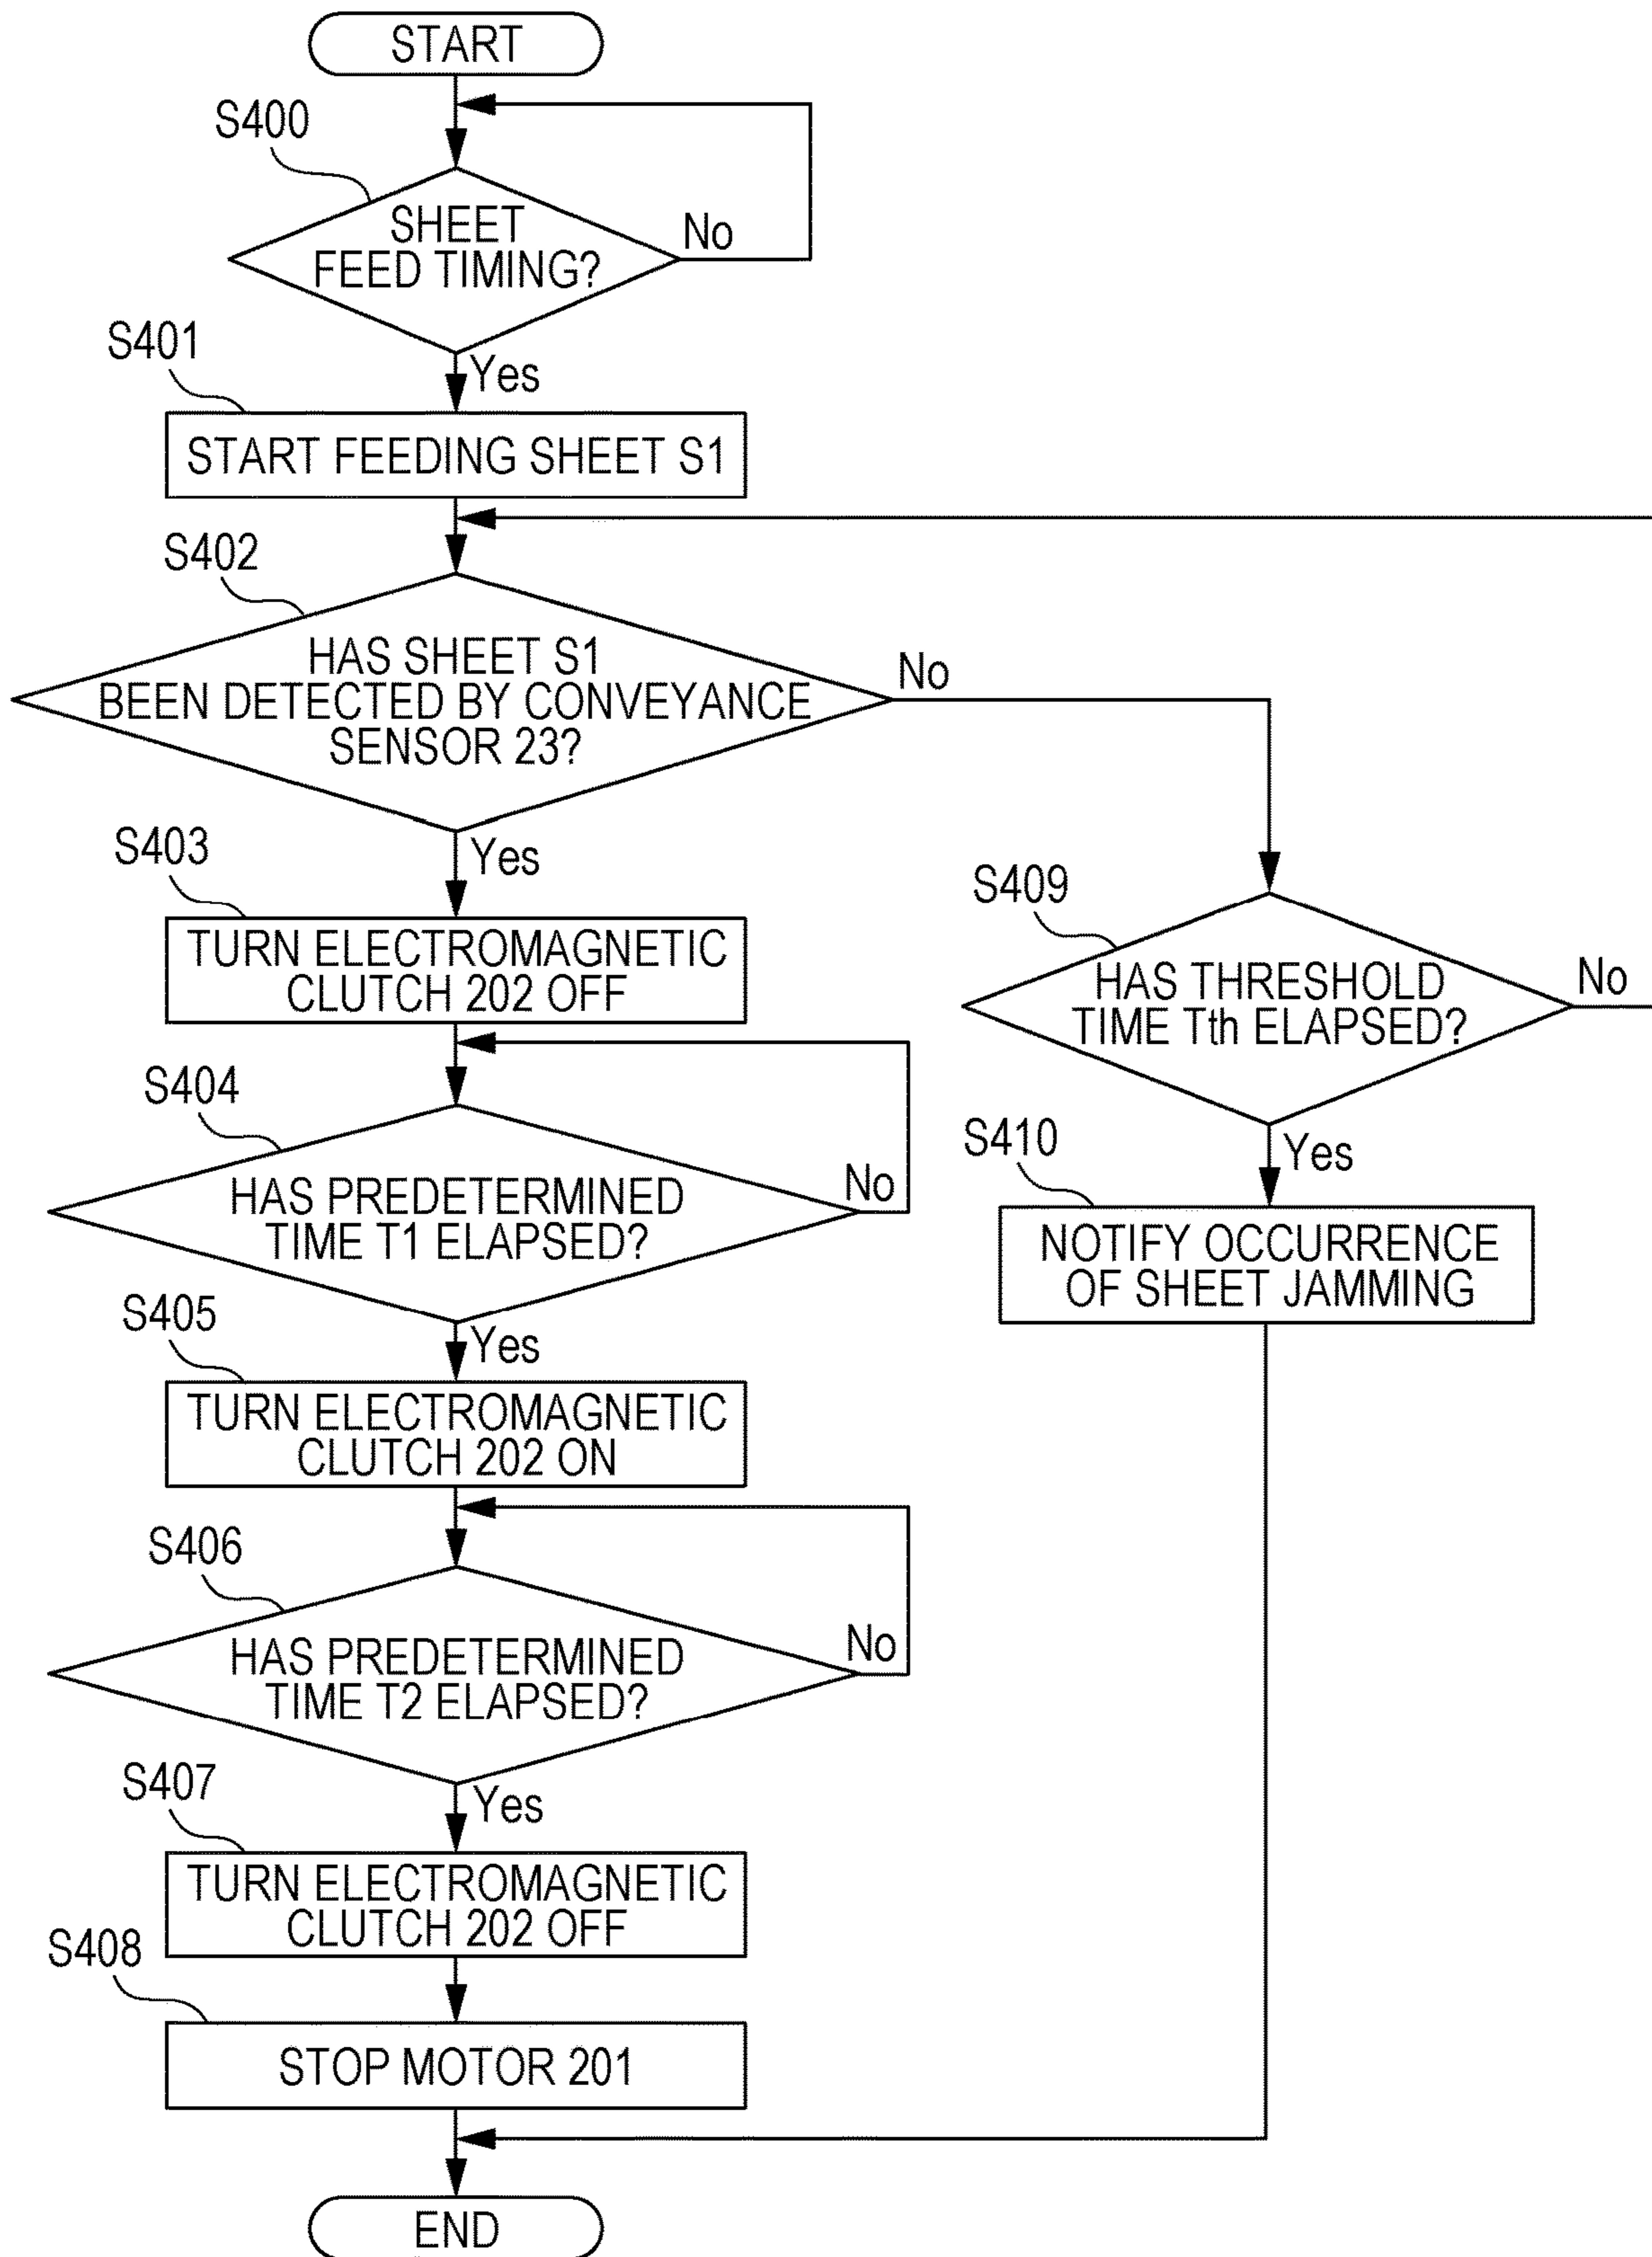 START
S400
SHEET
FEED TIMING?
No
Yes
S401
START FEEDING SHEET S1
S402
HAS SHEET S1
BEEN DETECTED BY CONVEYANCE
SENSOR 23?
No
Yes
S403
TURN ELECTROMAGNETIC
CLUTCH 202 OFF
S409
HAS THRESHOLD
TIME Tth ELAPSED?
No
Yes
S404
HAS PREDETERMINED
TIME T1 ELAPSED?
No
Yes
S410
NOTIFY OCCURRENCE
OF SHEET JAMMING
S405
TURN ELECTROMAGNETIC
CLUTCH 202 ON
S406
HAS PREDETERMINED
TIME T2 ELAPSED?
No
Yes
S407
TURN ELECTROMAGNETIC
CLUTCH 202 OFF
S408
STOP MOTOR 201
END